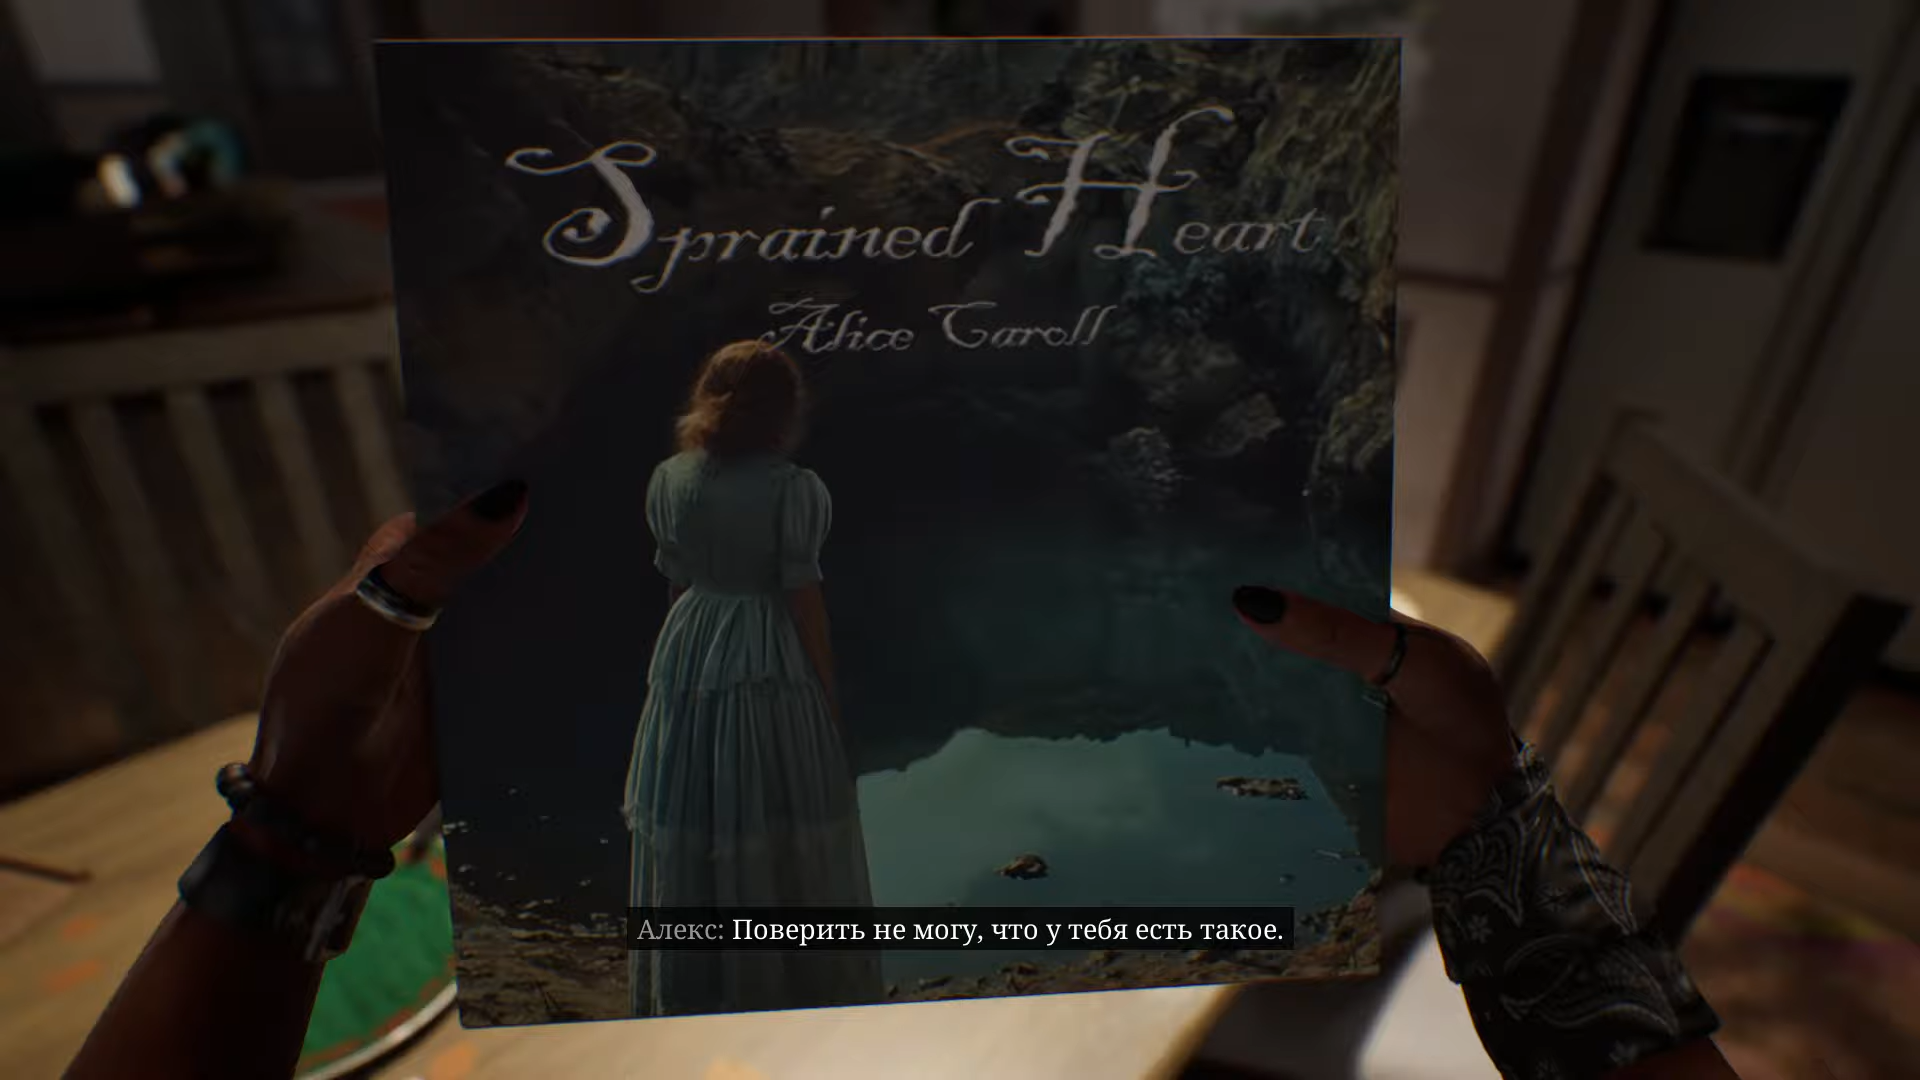 Sprained Heart
Alice Caroll
Алекс: Поверить не могу, что у тебя есть такое.